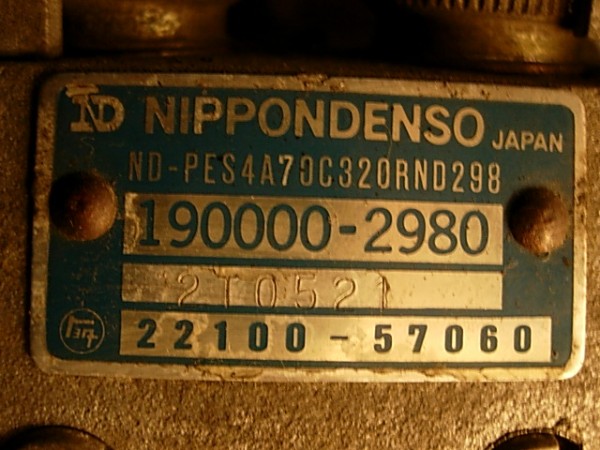 ND NIPPONDENSO JAPAN
ND-PES4A70C320RND298
190000-2980
2T0521
22100-57060